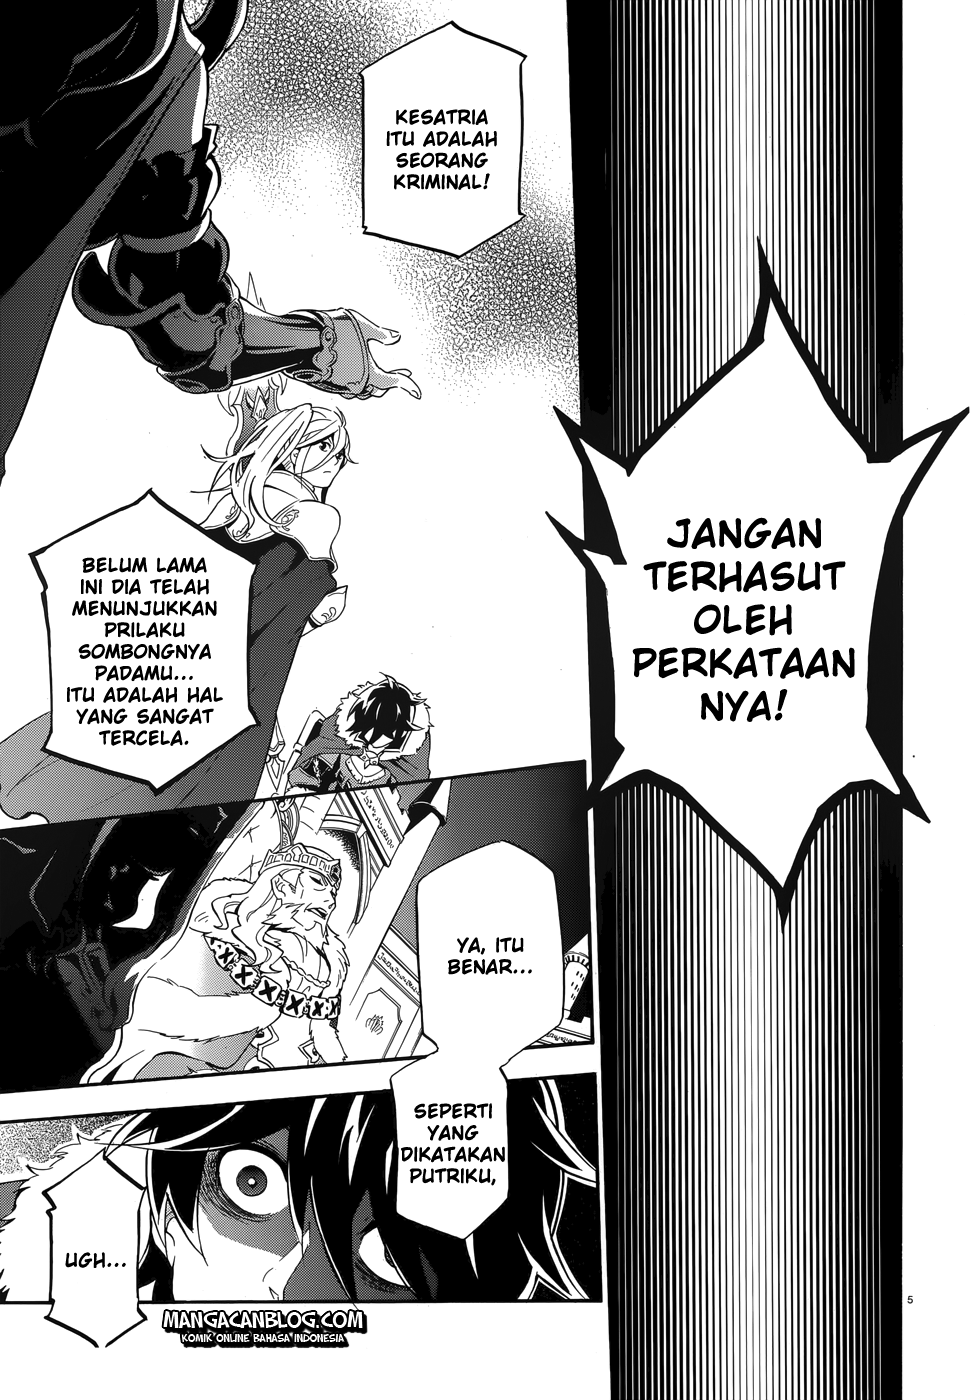 JANGAN
TERHASUT
OLEH
PERKATAAN
NYA!
KESATRIA
ITU ADALAH
SEORANG
KRIMINAL!
BELUM LAMA
INI DIA TELAH
MENUNJUKKAN
PRILAKU
SOMBONGNYA
PADAMU...
ITU ADALAH HAL
YANG SANGAT
TERCELA.
YA, ITU
BENAR...
SEPERTI
YANG
DIKATAKAN
PUTRIKU,
UGH...
5
MANGACANBLOG.COM
KOMIK ONLINE BAHASA INDONESIA